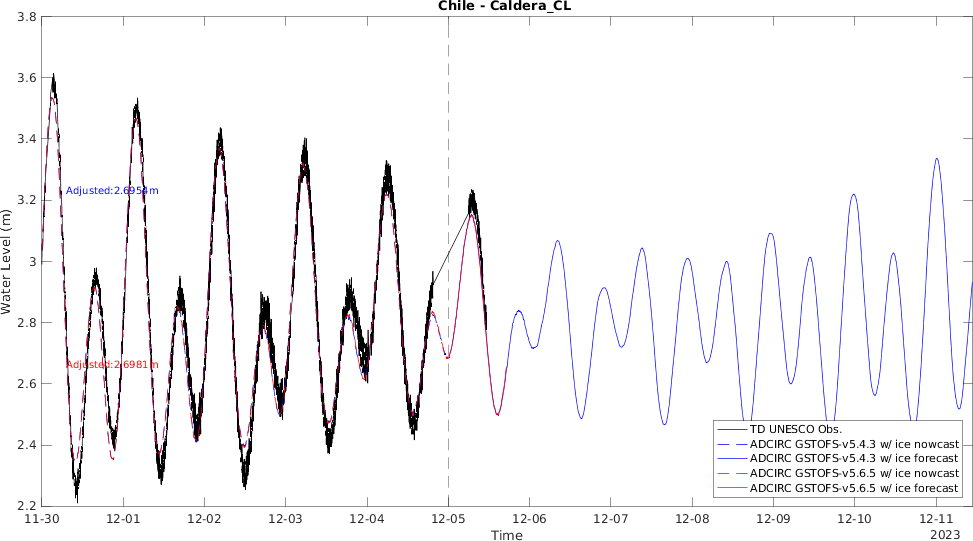 Chile - Caldera_CL
3.8
3.6
3.4
3.2
3
2.8
2.6
2.4
2.2
Water Level (m)
Adjusted:2.6954m
Adjusted:2.6981m
TD UNESCO Obs.
ADCIRC GSTOFS-v5.4.3 w/ ice nowcast
ADCIRC GSTOFS-v5.4.3 w/ ice forecast
ADCIRC GSTOFS-v5.6.5 w/ ice nowcast
ADCIRC GSTOFS-v5.6.5 w/ ice forecast
11-30 12-01 12-02 12-03 12-04 12-05 12-06 12-07 12-08 12-09 12-10 12-11
Time
2023